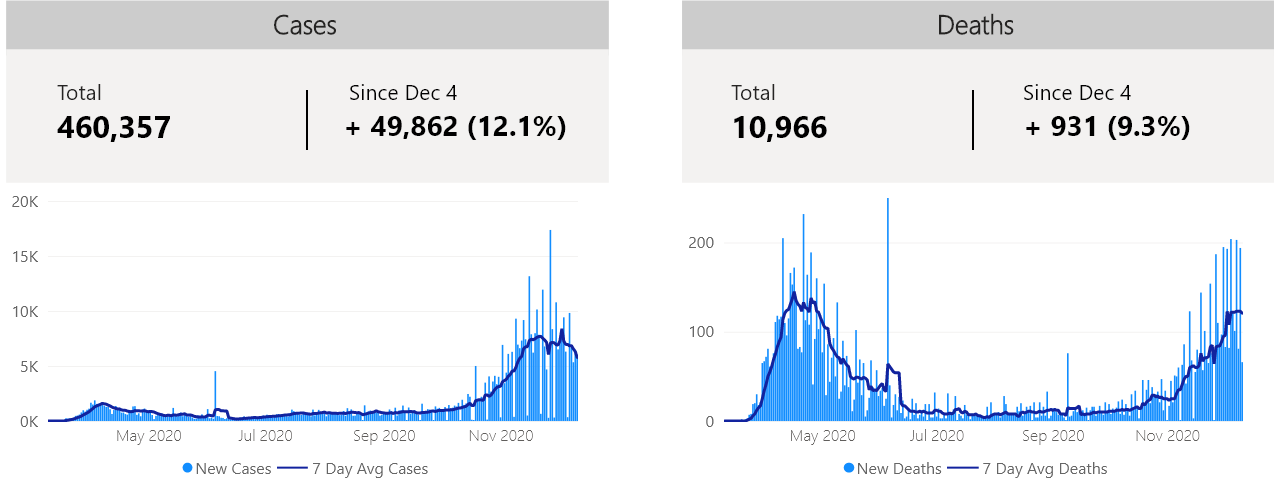 Cases
Total
460,357
Since Dec 4
+ 49,862 (12.1%)
20K
15K
10K
5K
0K
May 2020
Jul 2020
Sep 2020
Nov 2020
New Cases
7 Day Avg Cases
Deaths
Total
10,966
Since Dec 4
+ 931 (9.3%)
200
100
0
May 2020
Jul 2020
Sep 2020
Nov 2020
New Deaths
7 Day Avg Deaths